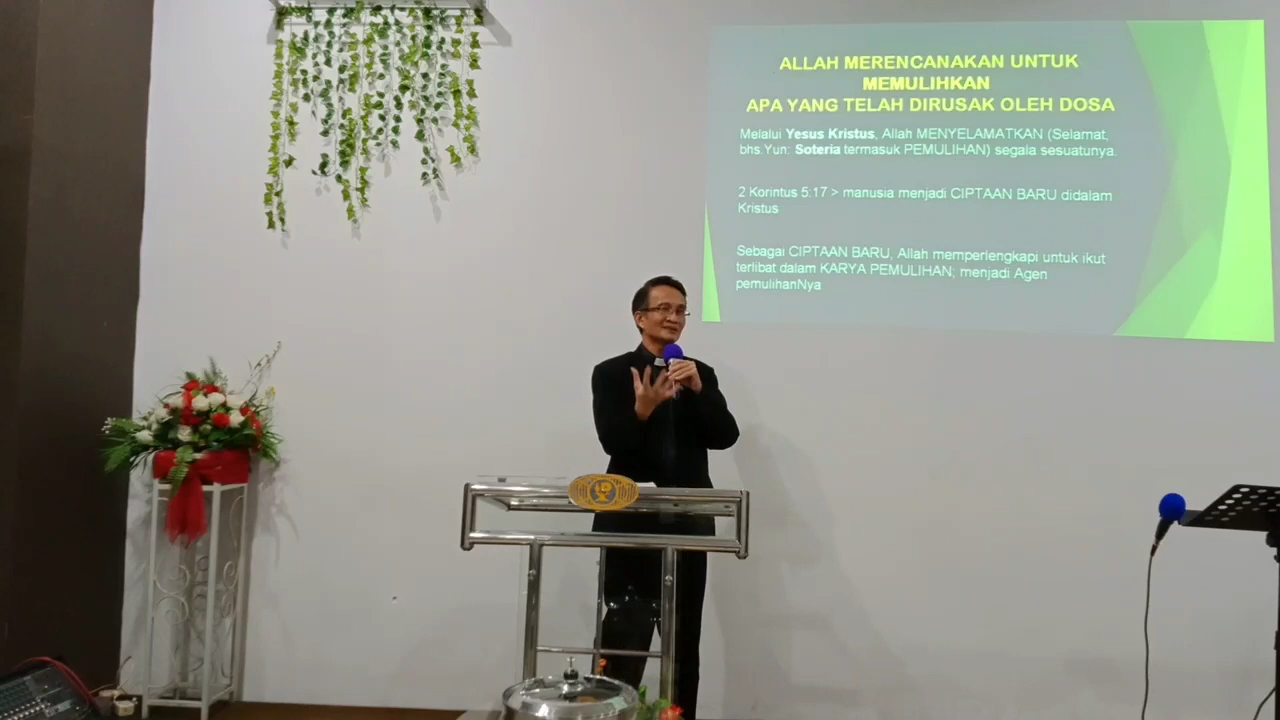 ALLAH MERENCANAKAN UNTUK
MEMULIHKAN
APA YANG TELAH DIRUSAK OLEH DOSA
Melalui Yesus Kristus, Allah MENYELAMATKAN (Selamat,
bhs.Yun: Soteria termasuk PEMULIHAN) segala sesuatunya.
2 Korintus 5:17 > manusia menjadi CIPTAAN BARU didalam
Kristus
Sebagai CIPTAAN BARU, Allah memperlengkapi untuk ikut
terlibat dalam KARYA PEMULIHAN; menjadi Agen
pemulihanNya